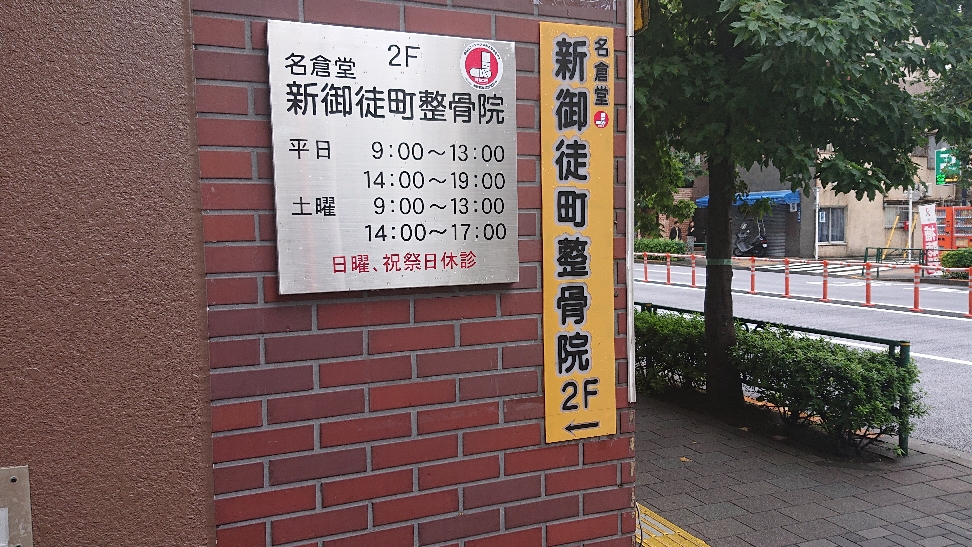 2F
名倉堂
新御徒町整骨院
平日 9:00～13:00
14:00～19:00
土曜 9:00～13:00
14:00～17:00
日曜、祝祭日休診
名倉堂
新御徒町整骨院
2F
←